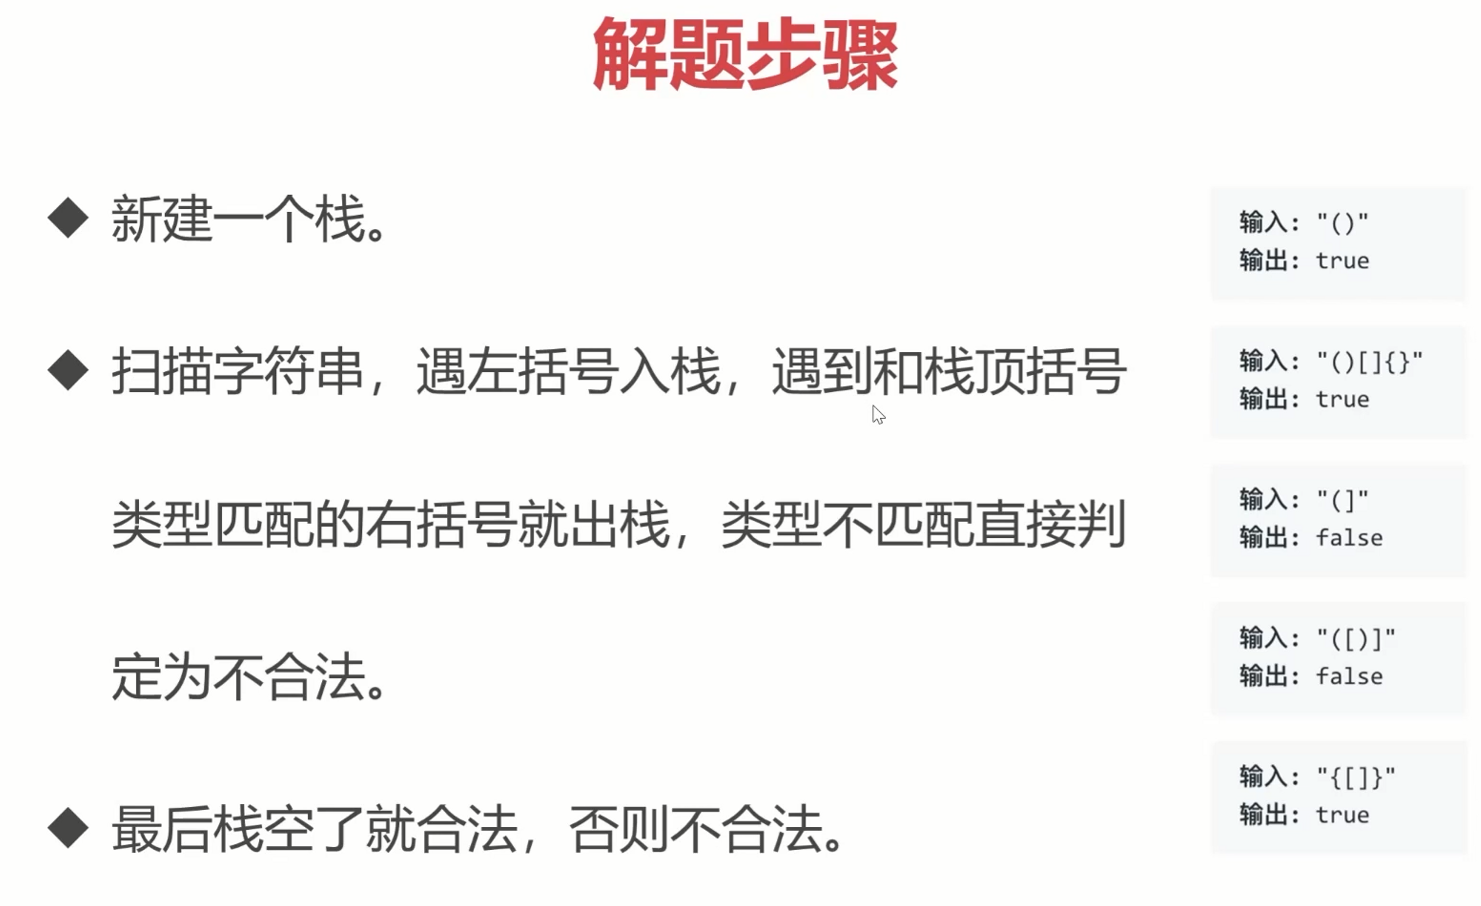 解题步骤
◆ 新建一个栈。
◆ 扫描字符串，遇左括号入栈，遇到和栈顶括号
类型匹配的右括号就出栈，类型不匹配直接判
定为不合法。
◆ 最后栈空了就合法，否则不合法。
输入: "()"
输出: true
输入: "()[]{}"
输出: true
输入: "(]"
输出: false
输入: "([)]"
输出: false
输入: "{[]}"
输出: true